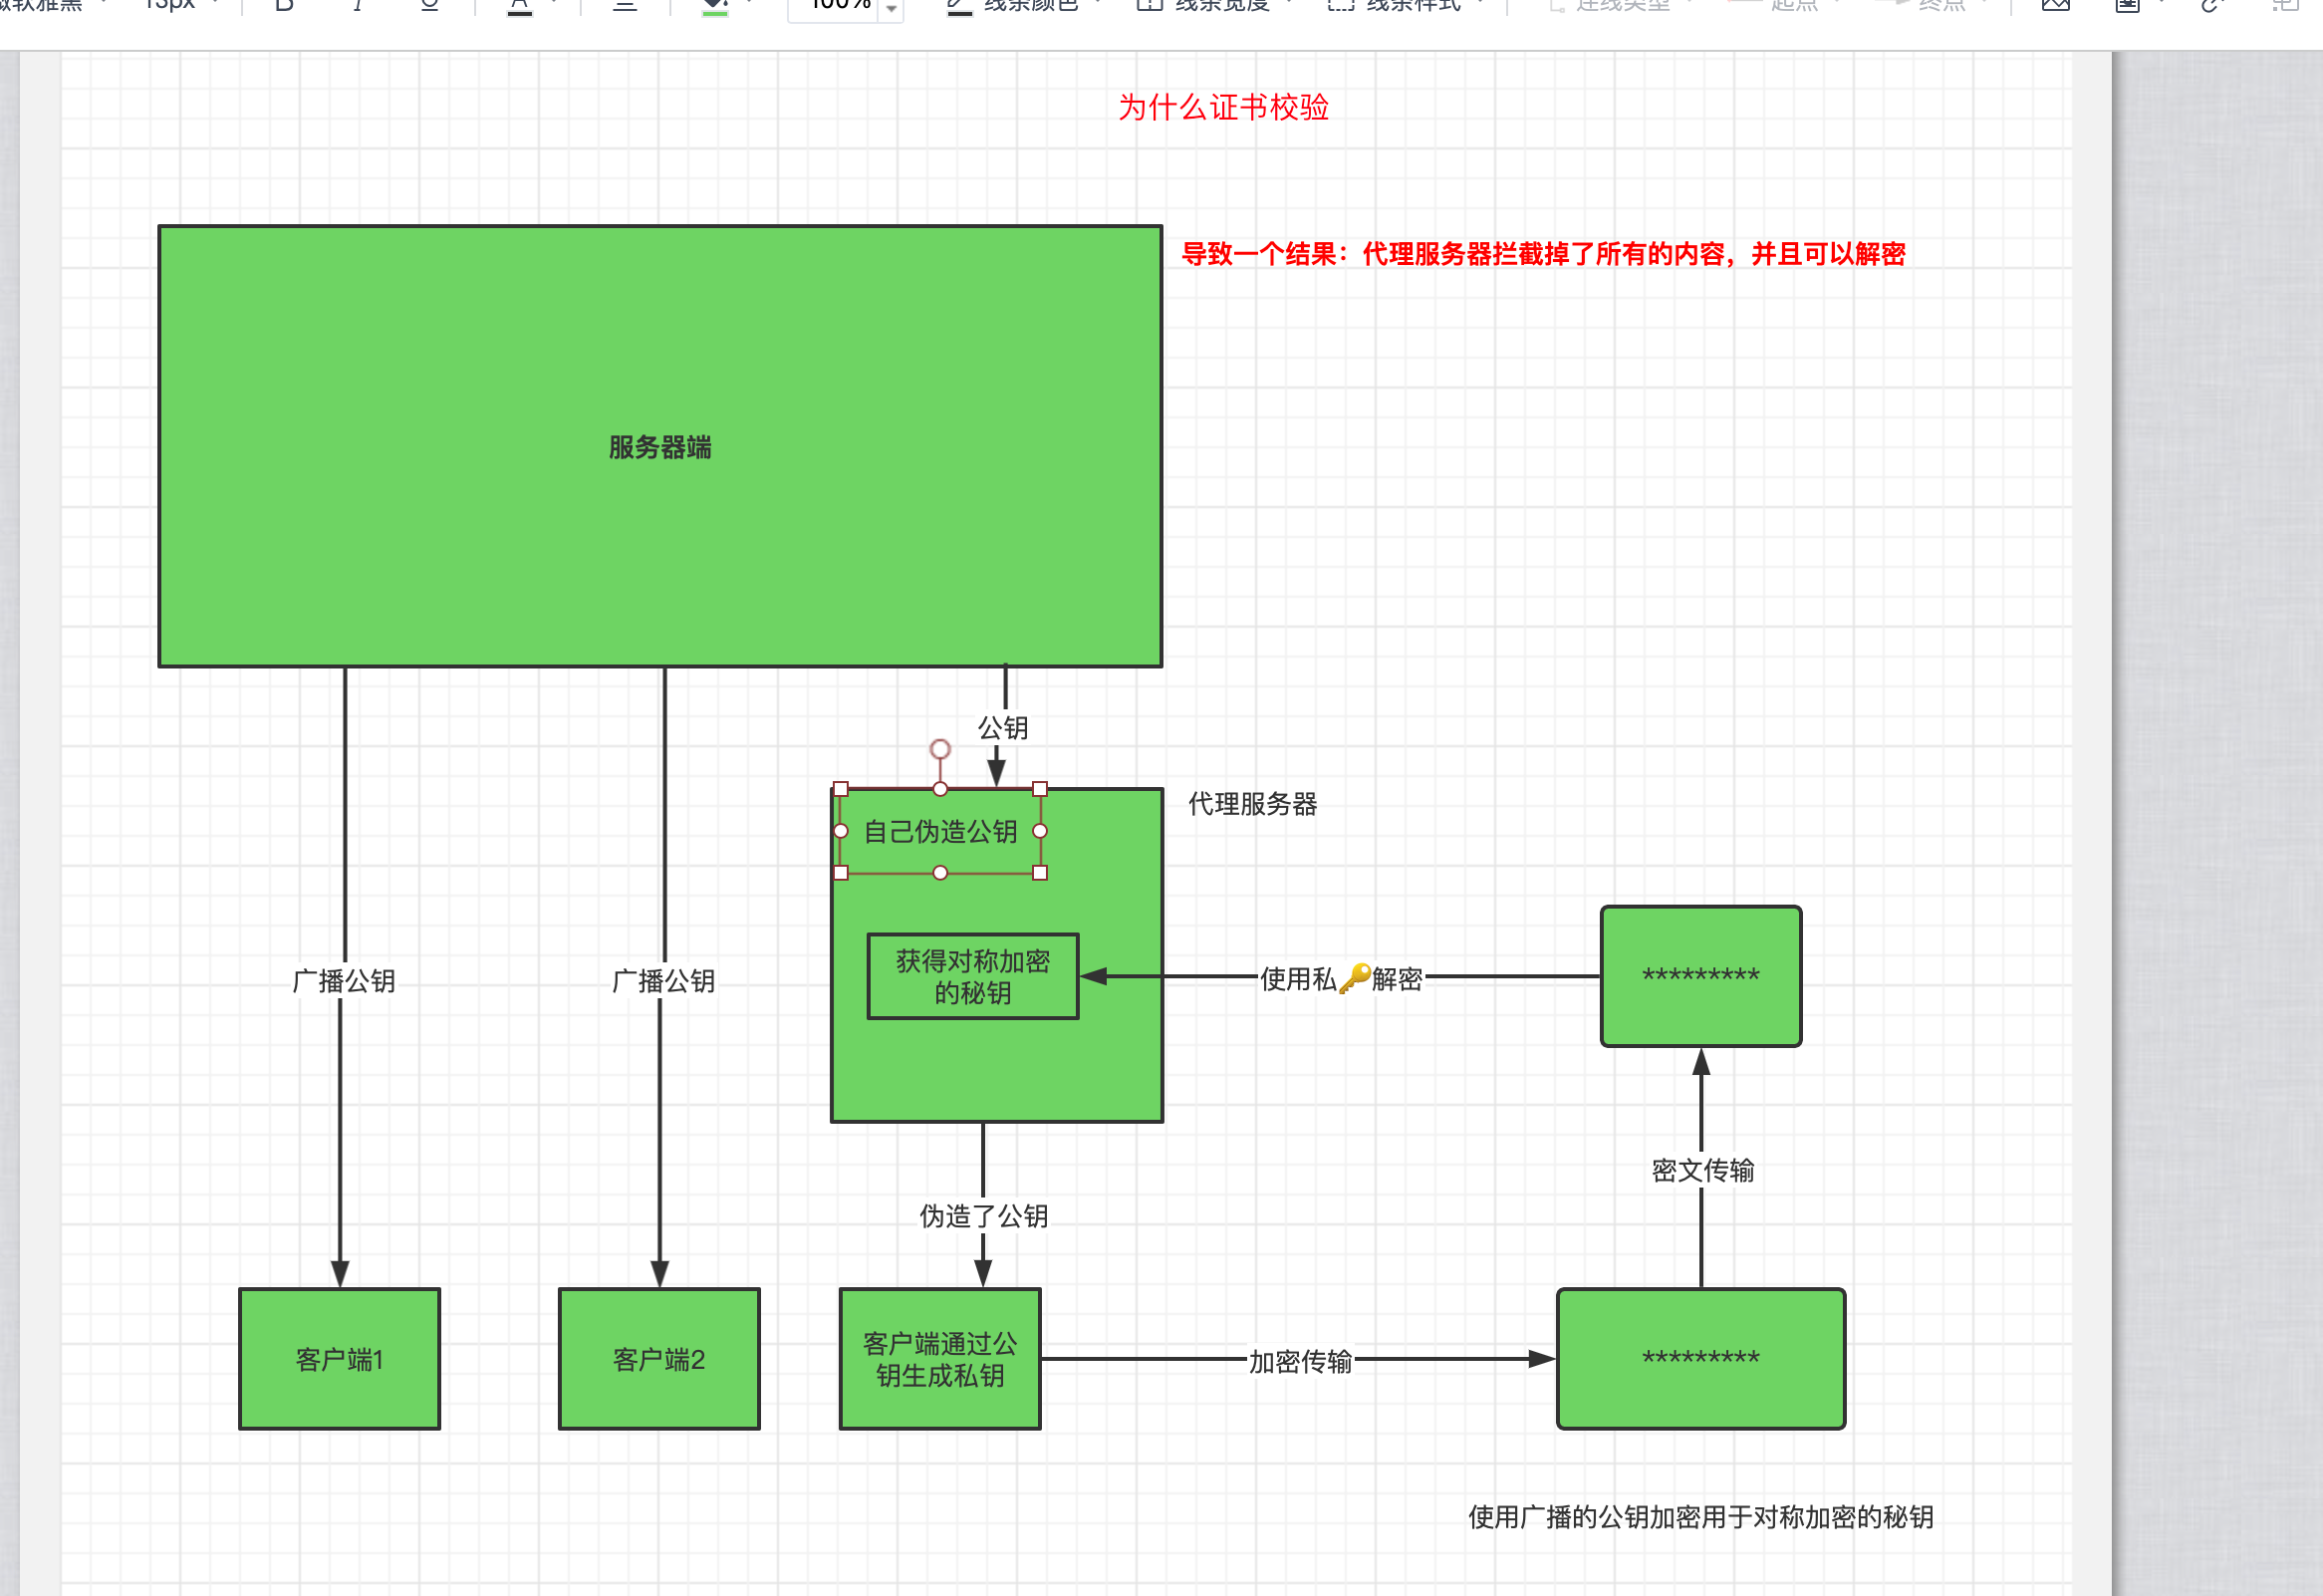 软雅黑 13px B I U A 100% 线条颜色 线条宽度 线条样式 连线类型 起点 终点
为什么证书校验
导致一个结果：代理服务器拦截掉了所有的内容，并且可以解密
服务器端
公钥
代理服务器
自己伪造公钥
获得对称加密
的秘钥
使用私🔑解密
*********
广播公钥
广播公钥
密文传输
伪造了公钥
客户端1
客户端2
客户端通过公
钥生成私钥
加密传输
*********
使用广播的公钥加密用于对称加密的秘钥